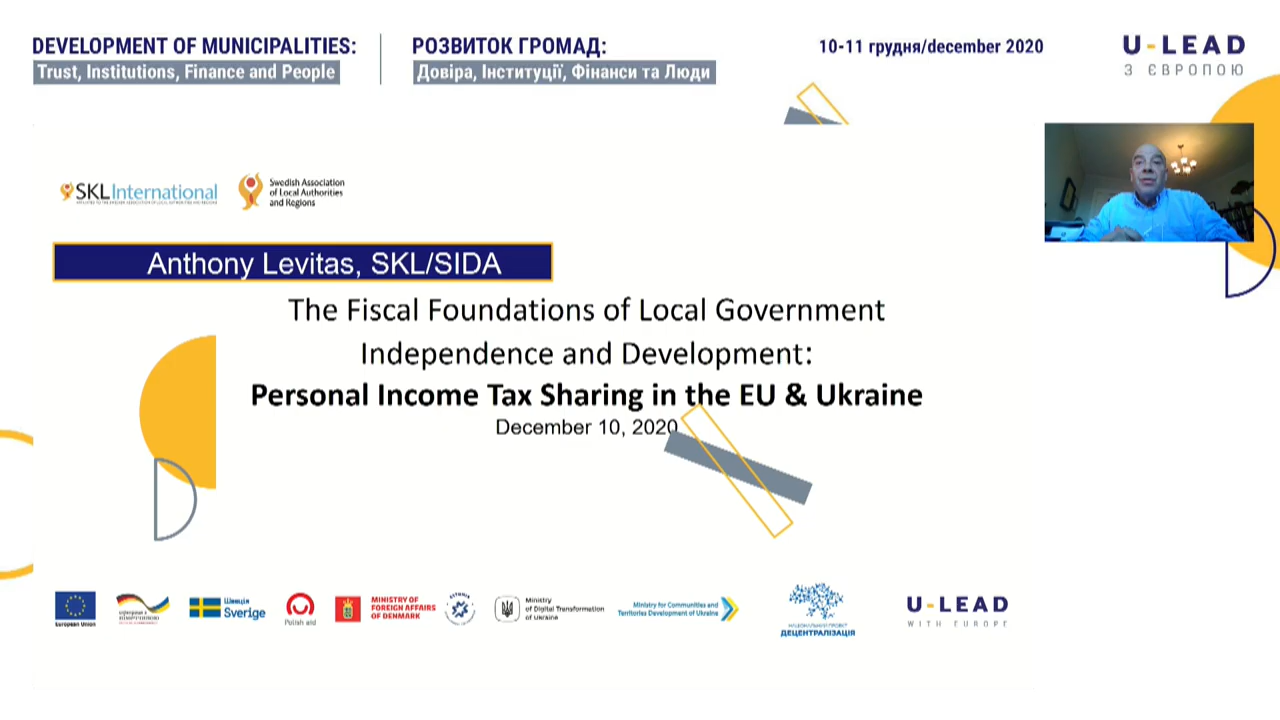 DEVELOPMENT OF MUNICIPALITIES:
Trust, Institutions, Finance and People
РОЗВИТОК ГРОМАД:
Довіра, Інституції, Фінанси та Люди
10-11 грудня/december 2020
U-LEAD
З ЄВРОПОЮ
SKLInternational
Swedish Association
of Local Authorities
and Regions
Anthony Levitas, SKL/SIDA
The Fiscal Foundations of Local Government
Independence and Development:
Personal Income Tax Sharing in the EU & Ukraine
December 10, 2020
European Union
Швеція
Sverige
Polish aid
MINISTRY OF
FOREIGN AFFAIRS
OF DENMARK
ESTONIA
Ministry
of Digital Transformation
of Ukraine
Ministry for Communities and
Territories Development of Ukraine
НАЦІОНАЛЬНИЙ ПРОЕКТ
ДЕЦЕНТРАЛІЗАЦІЯ
U-LEAD
WITH EUROPE